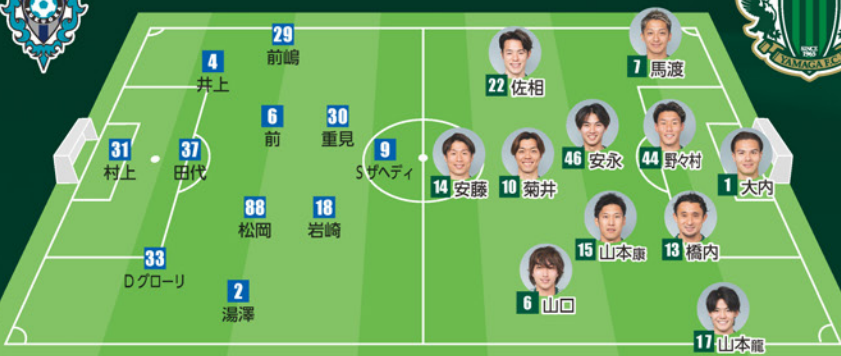 29
前嶋
4
井上
6
前
30
重見
31
村上
37
田代
9
Sザヘディ
88
松岡
18
岩崎
33
Dグローリ
2
湯澤
7 馬渡
22 佐相
46 安永
44 野々村
14 安藤
10 菊井
1 大内
15 山本康
13 橋内
6 山口
17 山本龍
SINCE
1965
YAMAGA F.C.